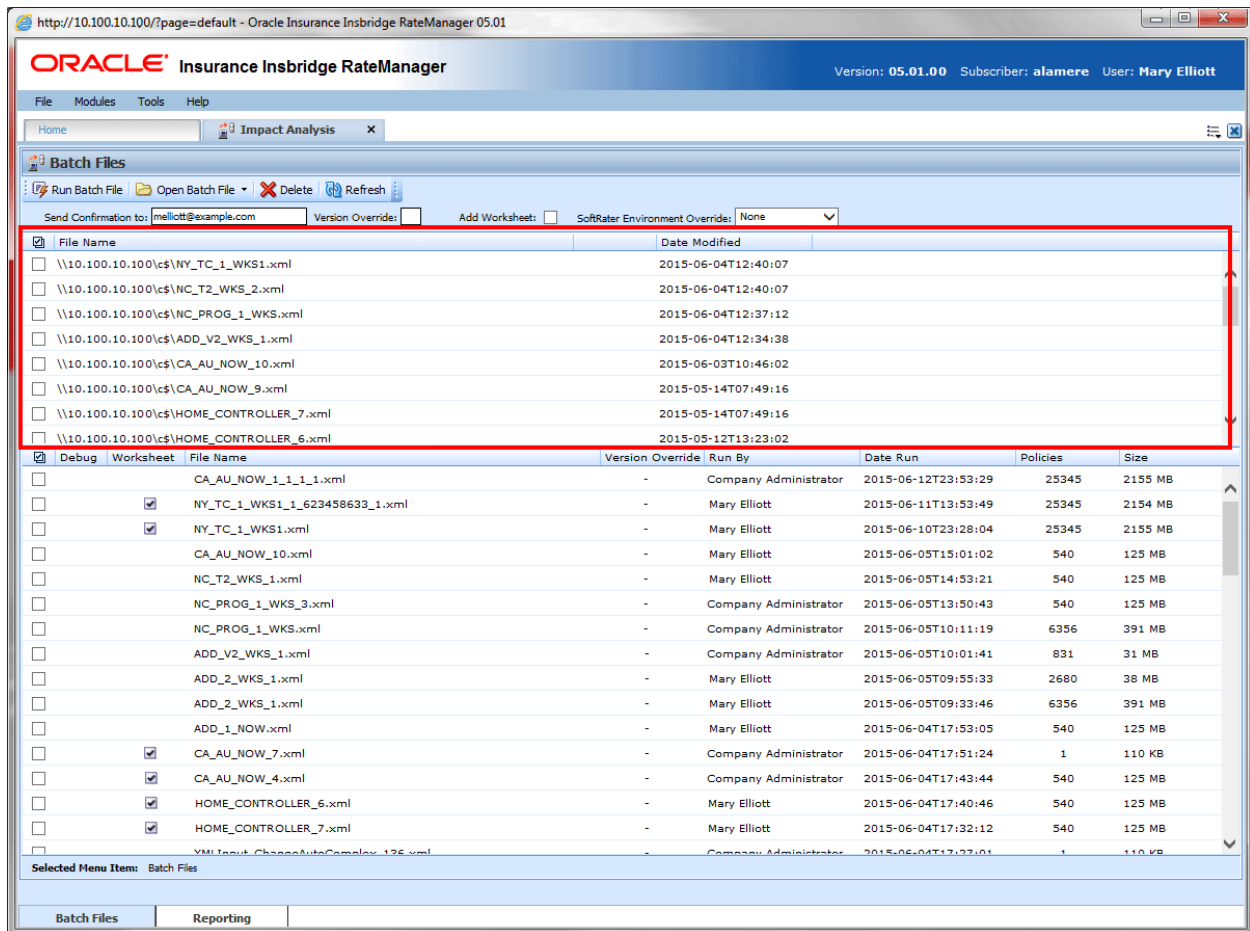 http://10.100.10.100/?page=default - Oracle Insurance Insbridge RateManager 05.01
ORACLE Insurance Insbridge RateManager
Version: 05.01.00 Subscriber: alamere User: Mary Elliott
File Modules Tools Help
Home Impact Analysis x
Batch Files
Run Batch File Open Batch File Delete Refresh
Send Confirmation to: melliott@example.com Version Override: Add Worksheet: SoftRater Environment Override: None
File Name Date Modified
\\10.100.10.100\c$\NY_TC_1_WKS1.xml 2015-06-04T12:40:07
\\10.100.10.100\c$\NC_T2_WKS_2.xml 2015-06-04T12:40:07
\\10.100.10.100\c$\NC_PROG_1_WKS.xml 2015-06-04T12:37:12
\\10.100.10.100\c$\ADD_V2_WKS_1.xml 2015-06-04T12:34:38
\\10.100.10.100\c$\CA_AU_NOW_10.xml 2015-06-03T10:46:02
\\10.100.10.100\c$\CA_AU_NOW_9.xml 2015-05-14T07:49:16
\\10.100.10.100\c$\HOME_CONTROLLER_7.xml 2015-05-14T07:49:16
\\10.100.10.100\c$\HOME_CONTROLLER_6.xml 2015-05-12T13:23:02
Debug Worksheet File Name Version Override Run By Date Run Policies Size
CA_AU_NOW_1_1_1_1.xml - Company Administrator 2015-06-12T23:53:29 25345 2155 MB
NY_TC_1_WKS1_1_623458633_1.xml - Mary Elliott 2015-06-11T13:53:49 25345 2154 MB
NY_TC_1_WKS1.xml - Mary Elliott 2015-06-10T23:28:04 25345 2155 MB
CA_AU_NOW_10.xml - Mary Elliott 2015-06-05T15:01:02 540 125 MB
NC_T2_WKS_1.xml - Mary Elliott 2015-06-05T14:53:21 540 125 MB
NC_PROG_1_WKS_3.xml - Company Administrator 2015-06-05T13:50:43 540 125 MB
NC_PROG_1_WKS.xml - Company Administrator 2015-06-05T10:11:19 6356 391 MB
ADD_V2_WKS_1.xml - Company Administrator 2015-06-05T10:01:41 831 31 MB
ADD_2_WKS_1.xml - Mary Elliott 2015-06-05T09:55:33 2680 38 MB
ADD_2_WKS_1.xml - Mary Elliott 2015-06-05T09:33:46 6356 391 MB
ADD_1_NOW.xml - Mary Elliott 2015-06-04T17:53:05 540 125 MB
CA_AU_NOW_7.xml - Company Administrator 2015-06-04T17:51:24 1 110 KB
CA_AU_NOW_4.xml - Company Administrator 2015-06-04T17:43:44 540 125 MB
HOME_CONTROLLER_6.xml - Mary Elliott 2015-06-04T17:40:46 540 125 MB
HOME_CONTROLLER_7.xml - Mary Elliott 2015-06-04T17:32:12 540 125 MB
XMLInput_ChangeAutoComplex_136.xml - Company Administrator 2015-06-04T17:27:01 1 110 KB
Selected Menu Item: Batch Files
Batch Files Reporting